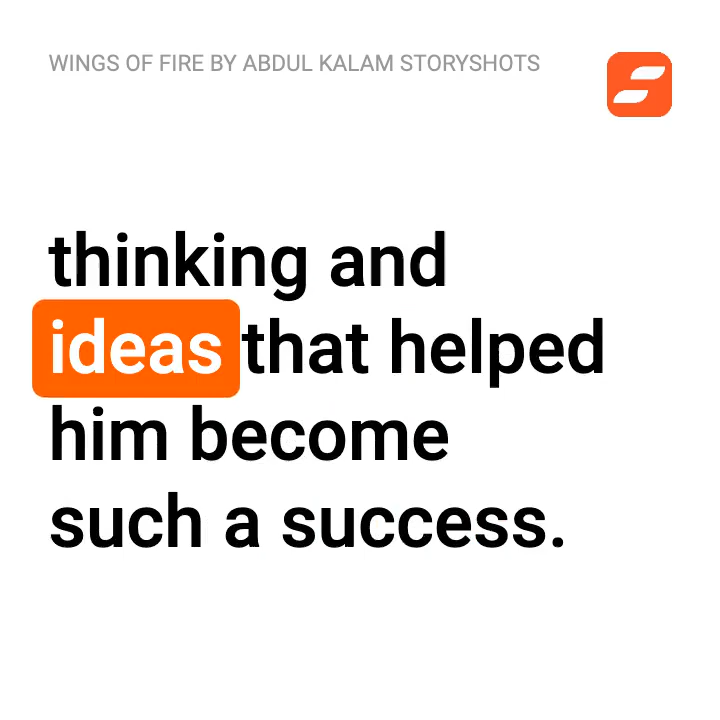 WINGS OF FIRE BY ABDUL KALAM STORYSHOTS
thinking and
ideas that helped
him become
such a success.